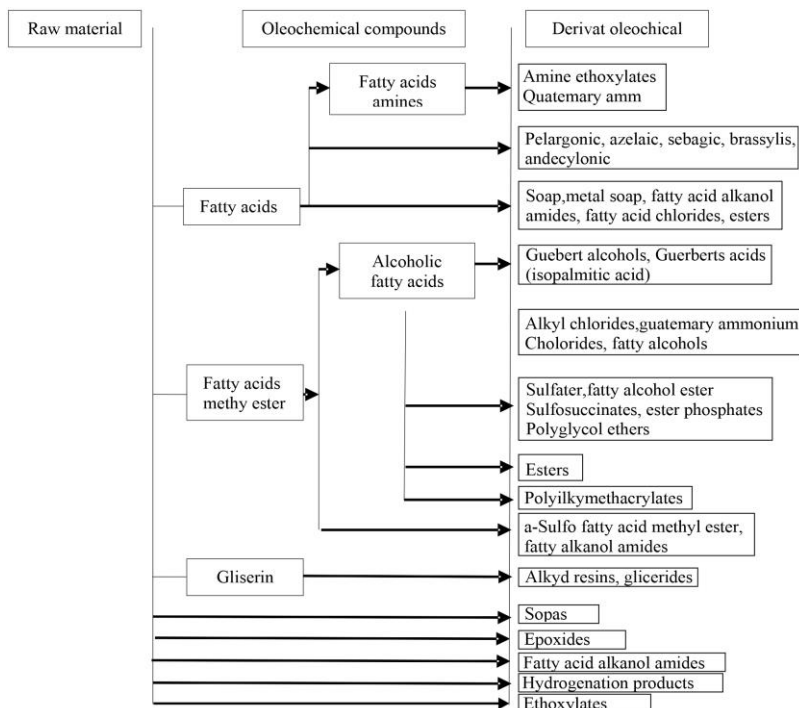 Raw material
Oleochemical compounds
Derivat oleochical
Fatty acids
amines
Amine ethoxylates
Quatemary amm
Pelargonic, azelaic, sebagic, brassylis,
andecylonic
Fatty acids
Soap,metal soap, fatty acid alkanol
amides, fatty acid chlorides, esters
Alcoholic
fatty acids
Guebert alcohols, Guerberts acids
(isopalmitic acid)
Alkyl chlorides,guatemary ammonium
Cholorides, fatty alcohols
Fatty acids
methy ester
Sulfater,fatty alcohol ester
Sulfosuccinates, ester phosphates
Polyglycol ethers
Esters
Polyilkymethacrylates
a-Sulfo fatty acid methyl ester,
fatty alkanol amides
Gliserin
Alkyd resins, glicerides
Sopas
Epoxides
Fatty acid alkanol amides
Hydrogenation products
Ethoxylates